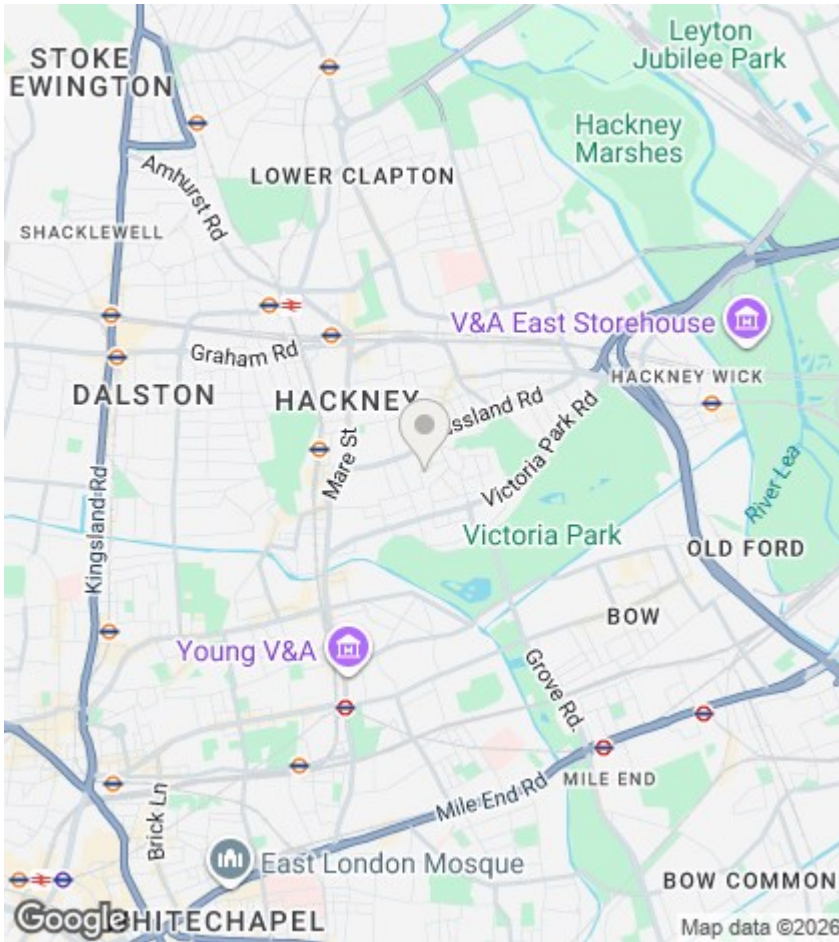 Leyton
Jubilee Park
STOKE
EWINGTON
Hackney
Marshes
Amhurst Rd
LOWER CLAPTON
SHACKLEWELL
V&A East Storehouse
Graham Rd
HACKNEY WICK
DALSTON
HACKNEY
ssland Rd
Victoria Park Rd
Mare St
River Lea
Kingsland Rd
Victoria Park
OLD FORD
BOW
Young V&A
Grove Rd.
MILE END
Mile End Rd
Brick Ln
East London Mosque
BOW COMMON
Google
WHITECHAPEL
Map data ©2026